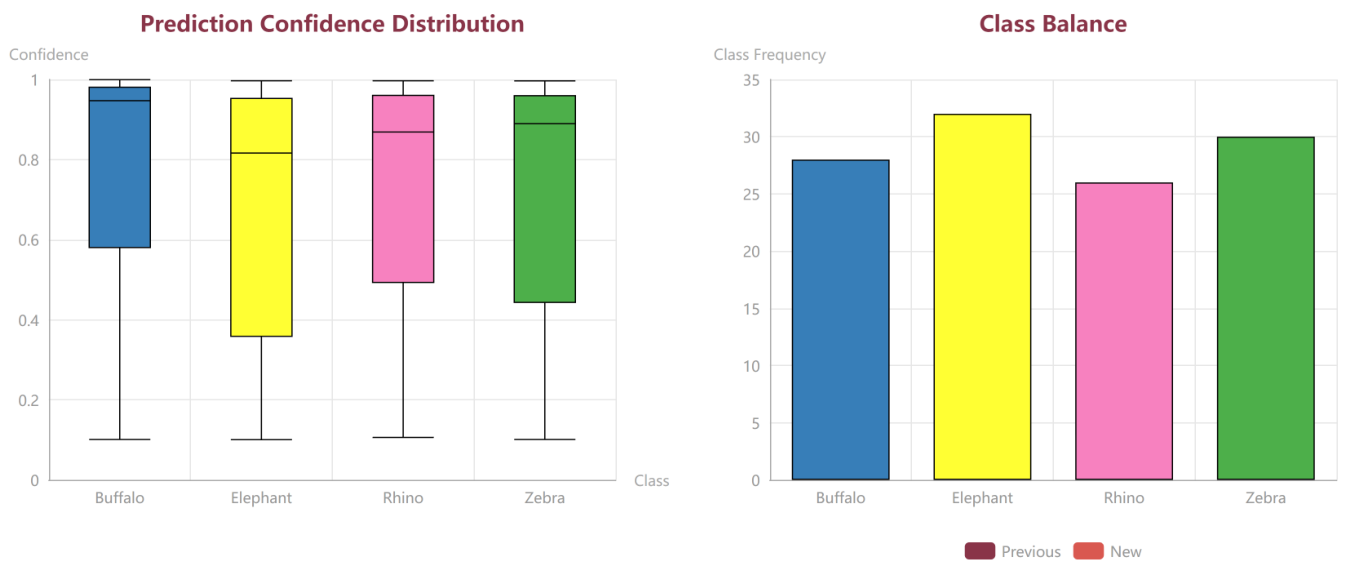 Prediction Confidence Distribution
Confidence
1
0.8
0.6
0.4
0.2
0
Buffalo Elephant Rhino Zebra
Class
Class Balance
Class Frequency
35
30
25
20
15
10
5
0
Buffalo Elephant Rhino Zebra
Previous New